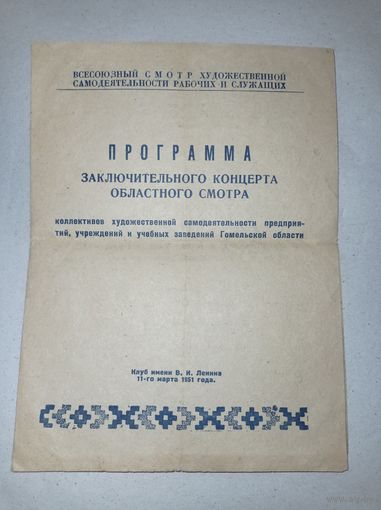 ВСЕСОЮЗНЫЙ СМОТР ХУДОЖЕСТВЕННОЙ
САМОДЕЯТЕЛЬНОСТИ РАБОЧИХ И СЛУЖАЩИХ
ПРОГРАММА
ЗАКЛЮЧИТЕЛЬНОГО КОНЦЕРТА
ОБЛАСТНОГО СМОТРА
коллективов художественной самодеятельности предприя-
тий, учреждений и учебных заведений Гомельской области
Клуб имени В. И. Ленина
11-го марта 1951 года.